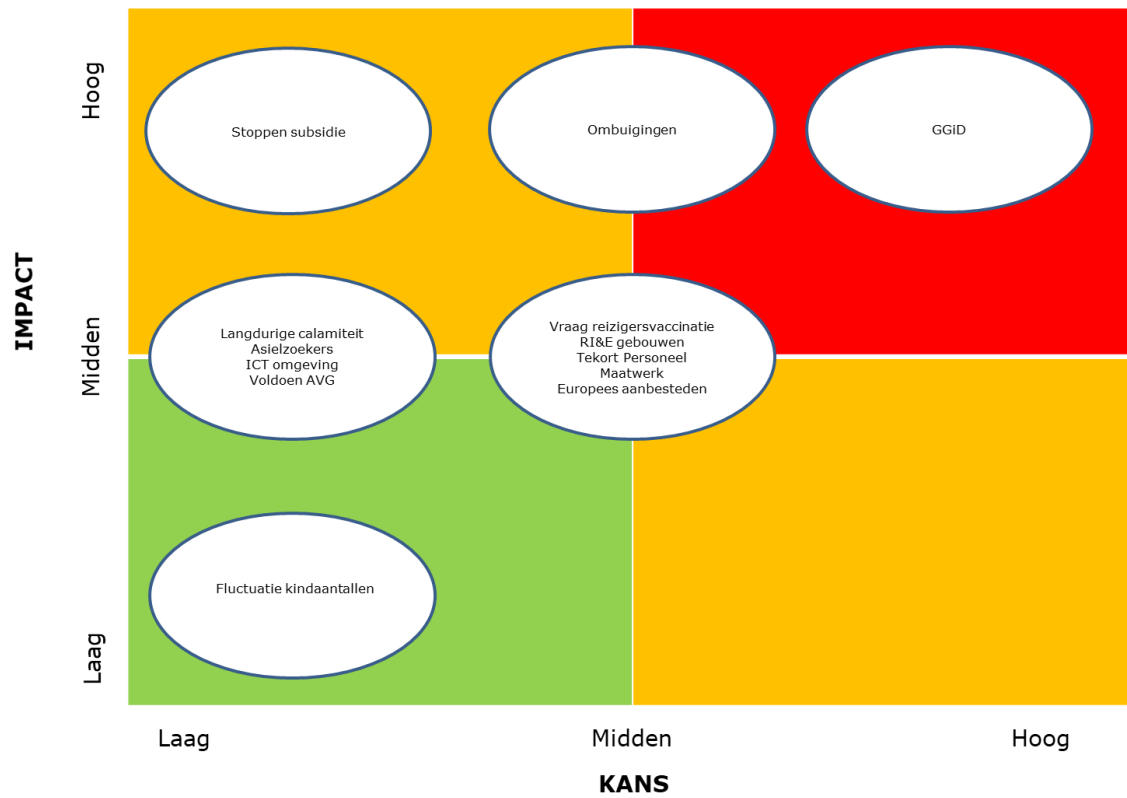 Hoog
Stoppen subsidie
Ombuigingen
GGiD
IMPACT
Midden
Langdurige calamiteit
Asielzoekers
ICT omgeving
Voldoen AVG
Vraag reizigersvaccinatie
RI&E gebouwen
Tekort Personeel
Maatwerk
Europees aanbesteden
Fluctuatie kindaantallen
Laag
Laag
Midden
Hoog
KANS